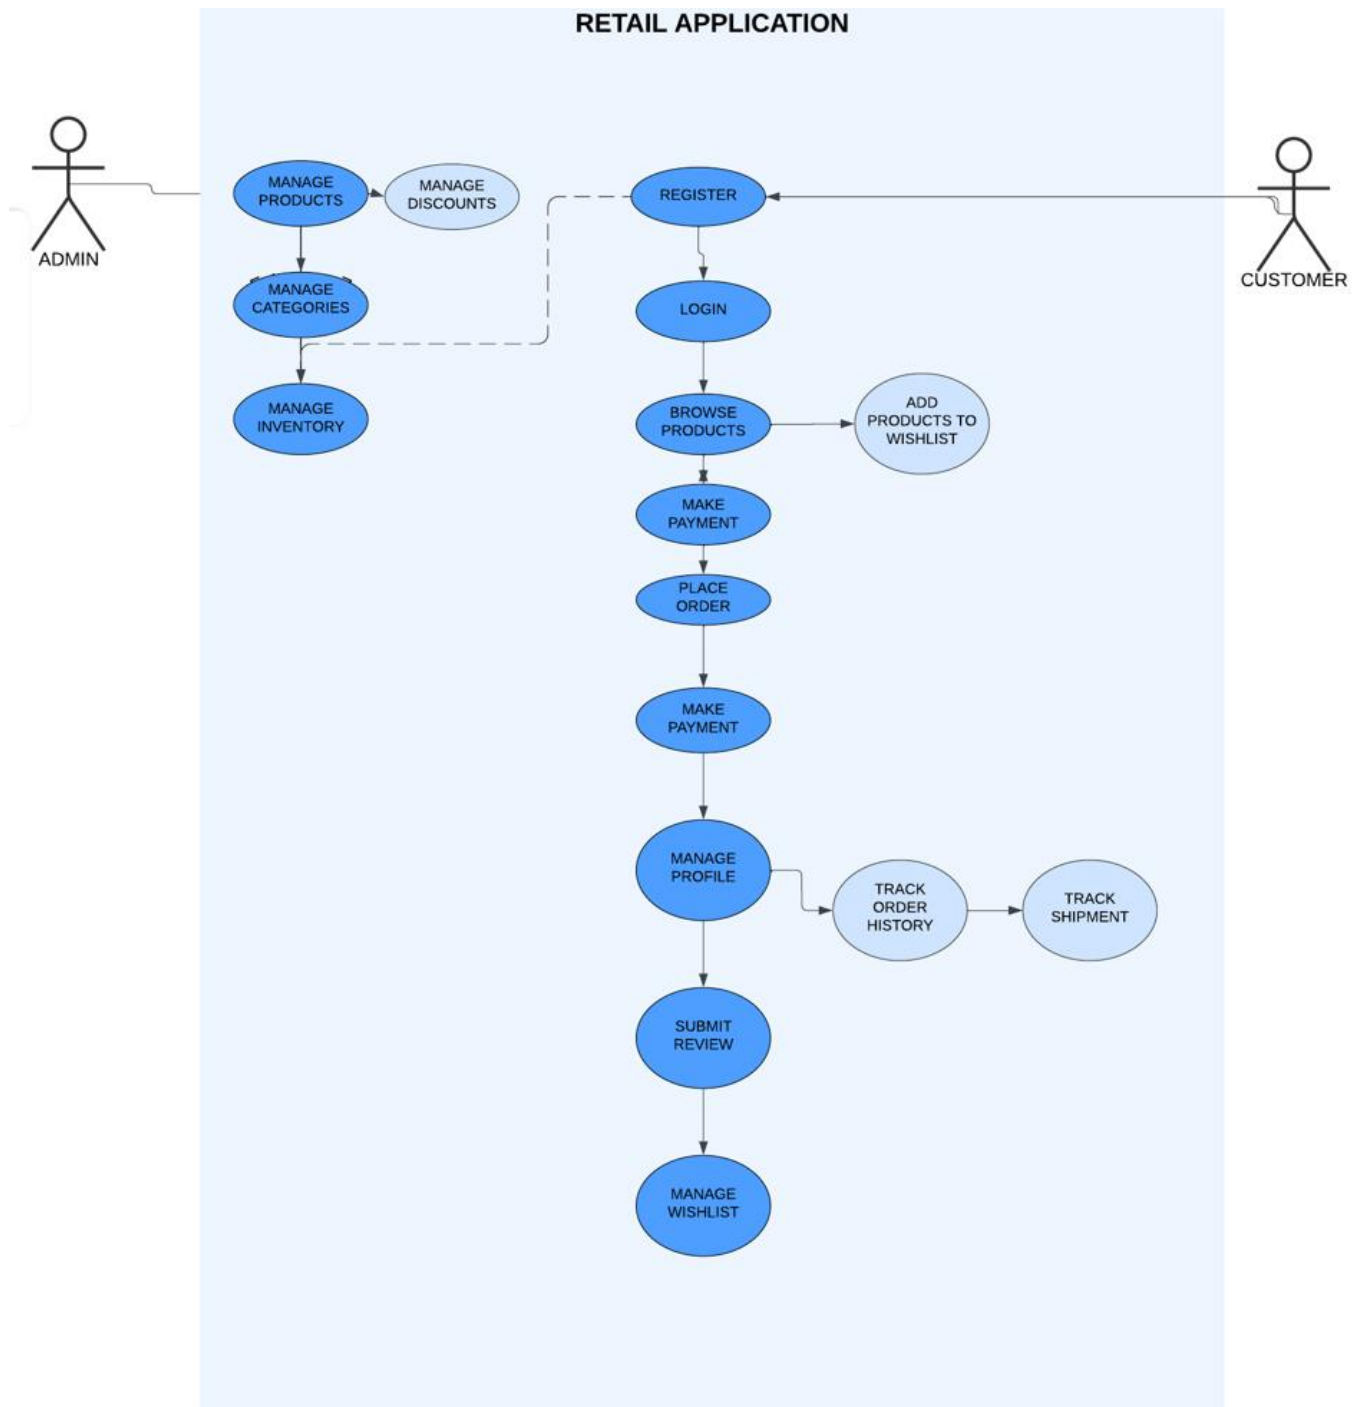 RETAIL APPLICATION
ADMIN
MANAGE
PRODUCTS
MANAGE
DISCOUNTS
MANAGE
CATEGORIES
MANAGE
INVENTORY
REGISTER
LOGIN
BROWSE
PRODUCTS
ADD
PRODUCTS TO
WISHLIST
MAKE
PAYMENT
PLACE
ORDER
MAKE
PAYMENT
MANAGE
PROFILE
TRACK
ORDER
HISTORY
TRACK
SHIPMENT
SUBMIT
REVIEW
MANAGE
WISHLIST
CUSTOMER